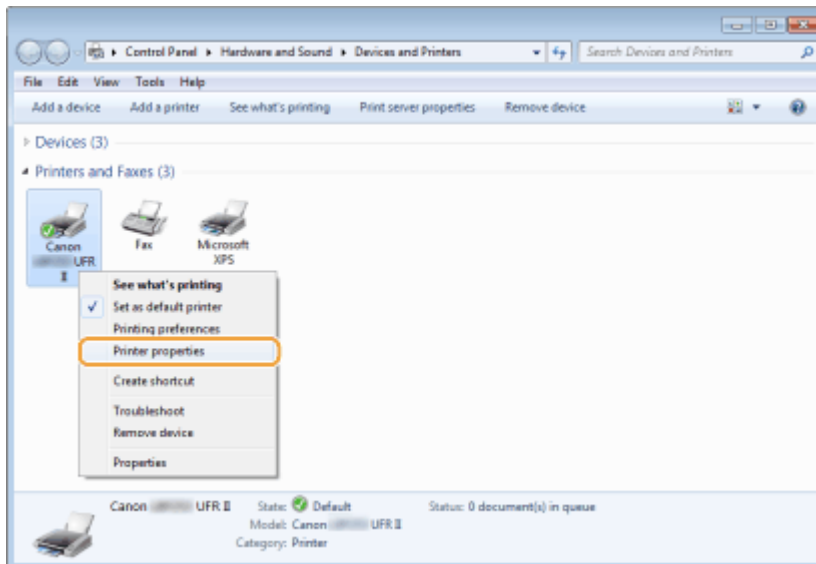 Control Panel Hardware and Sound Devices and Printers Search Devices and Printers
File Edit View Tools Help
Add a device Add a printer See what's printing Print server properties Remove device
Devices (3)
Printers and Faxes (3)
Canon
UFR
II
Fax
Microsoft
XPS
See what's printing
Set as default printer
Printing preferences
Printer properties
Create shortcut
Troubleshoot
Remove device
Properties
Canon UFR II State: Default Status: 0 document(s) in queue
Model: Canon UFR II
Category: Printer